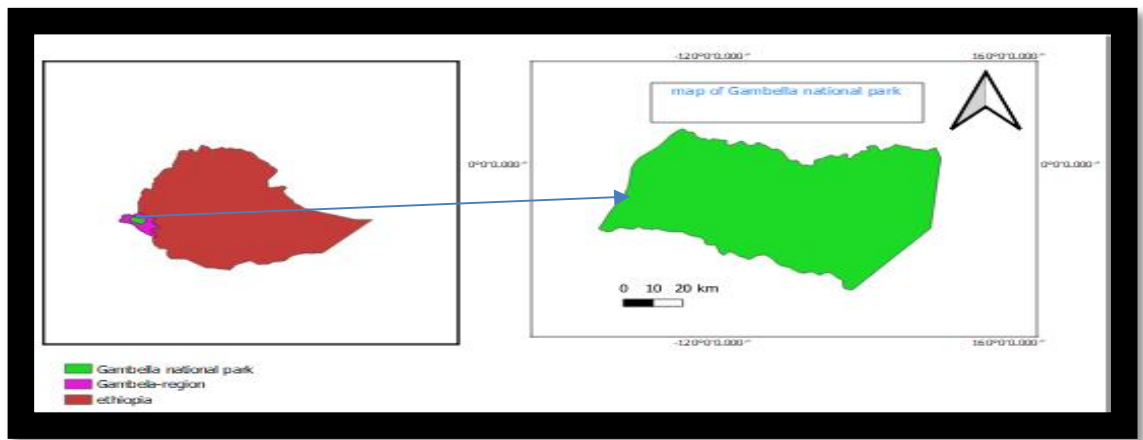 -120°0'0.000" 160°0'0.000"
map of Gambella national park
0°0'0.000" 0°0'0.000"
0 10 20 km
-120°0'0.000" 160°0'0.000"
Gambella national park
Gambela-region
ethiopia